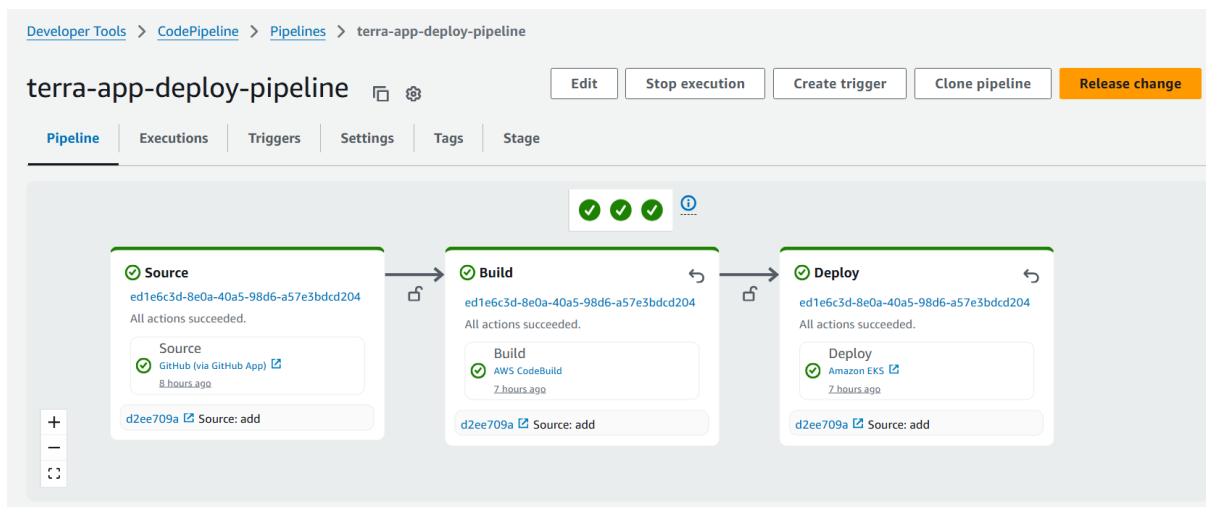 Developer Tools > CodePipeline > Pipelines > terra-app-deploy-pipeline
terra-app-deploy-pipeline
Edit
Stop execution
Create trigger
Clone pipeline
Release change
Pipeline
Executions
Triggers
Settings
Tags
Stage
Source
ed1e6c3d-8e0a-40a5-98d6-a57e3bdcd204
All actions succeeded.
Source
GitHub (via GitHub App)
8 hours ago
d2ee709a Source: add
Build
ed1e6c3d-8e0a-40a5-98d6-a57e3bdcd204
All actions succeeded.
Build
AWS CodeBuild
7 hours ago
d2ee709a Source: add
Deploy
ed1e6c3d-8e0a-40a5-98d6-a57e3bdcd204
All actions succeeded.
Deploy
Amazon EKS
7 hours ago
d2ee709a Source: add